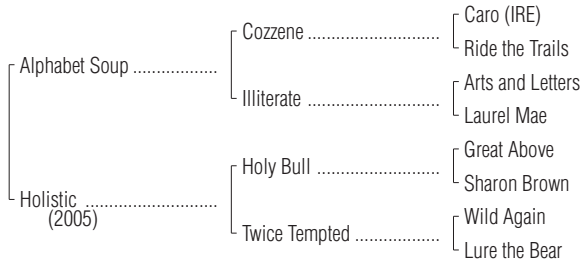 Caro (IRE)
Cozzene ........................................
Ride the Trails
Alphabet Soup .................
Arts and Letters
Illiterate ........................................
Laurel Mae
Great Above
Holy Bull .....................................
Sharon Brown
Holistic ..........................
(2005)
Wild Again
Twice Tempted .........................
Lure the Bear